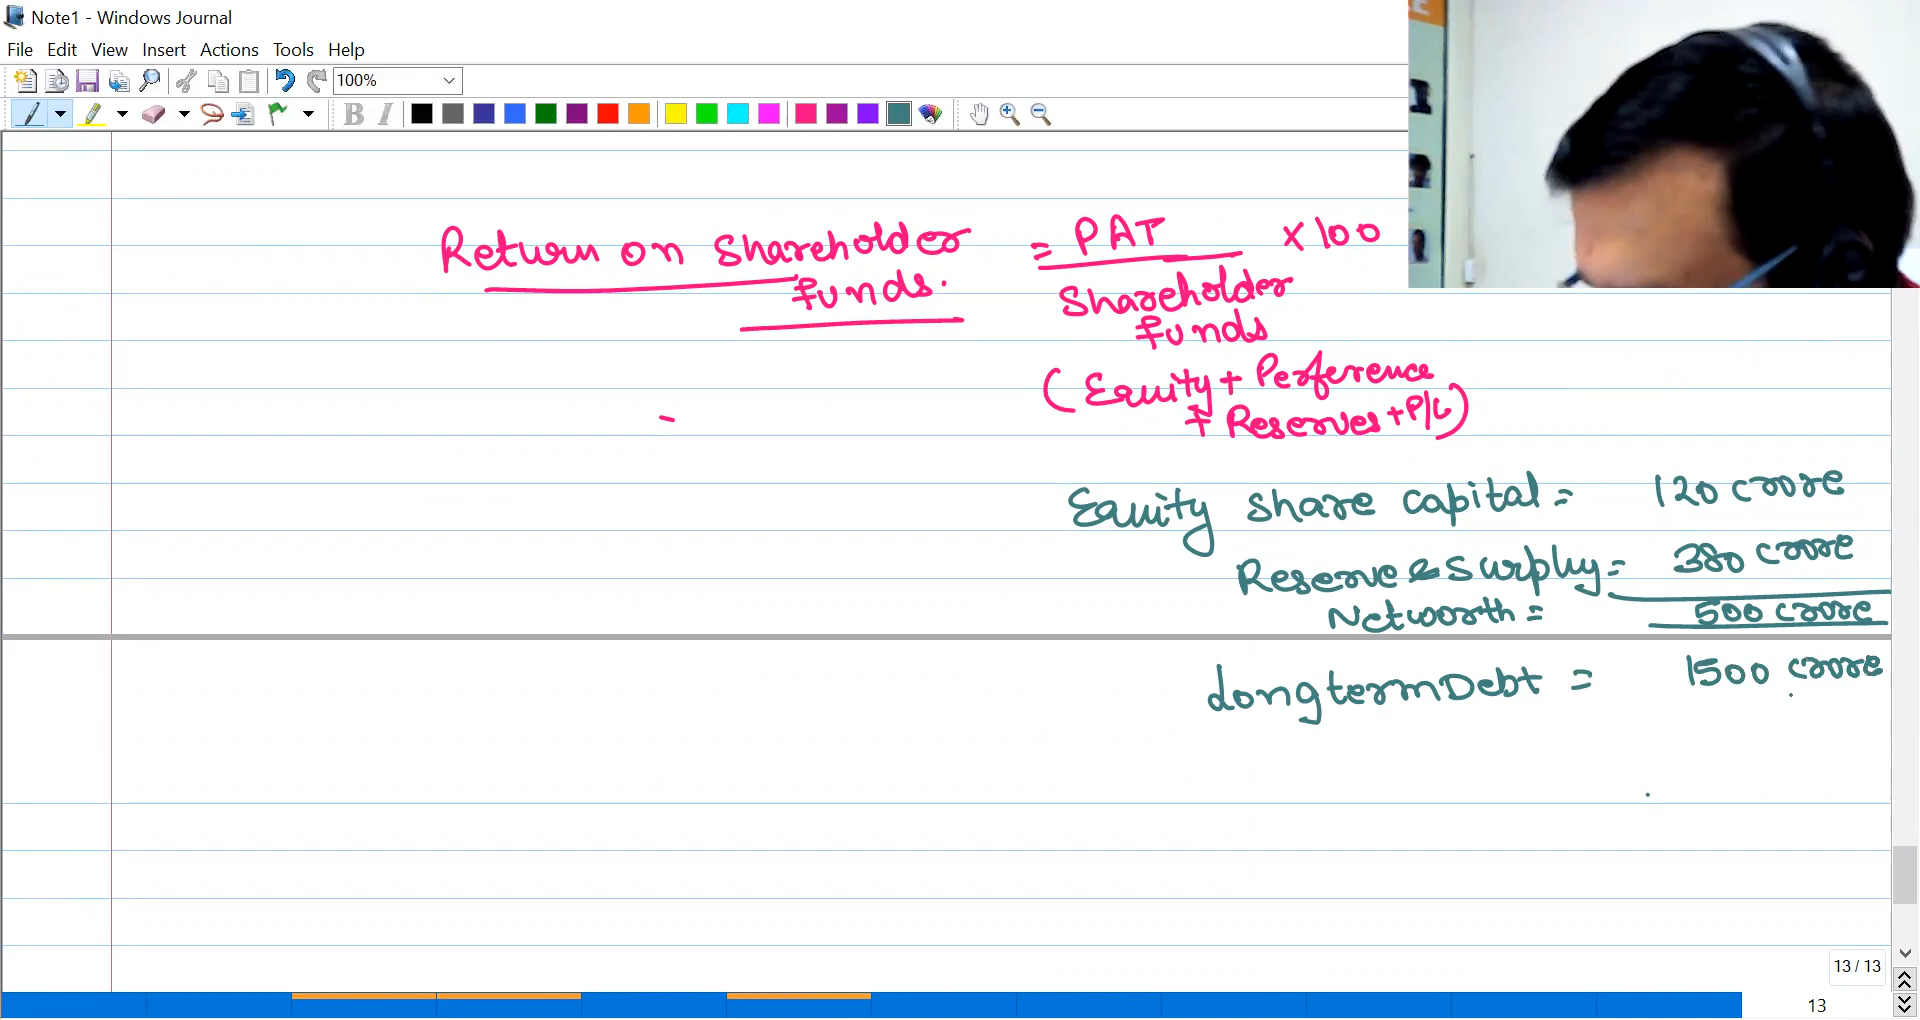 Note1 - Windows Journal
File Edit View Insert Actions Tools Help
100%
B I
Return on Shareholder = PAT × 100
funds. Shareholder
funds
(Equity + Perference
+ Reserves + P/L)
=
Equity share capital = 120 crore
Reserve & Surplus = 380 crore
Networth = 500 crore
Longterm Debt = 1500 crore
13 / 13
13